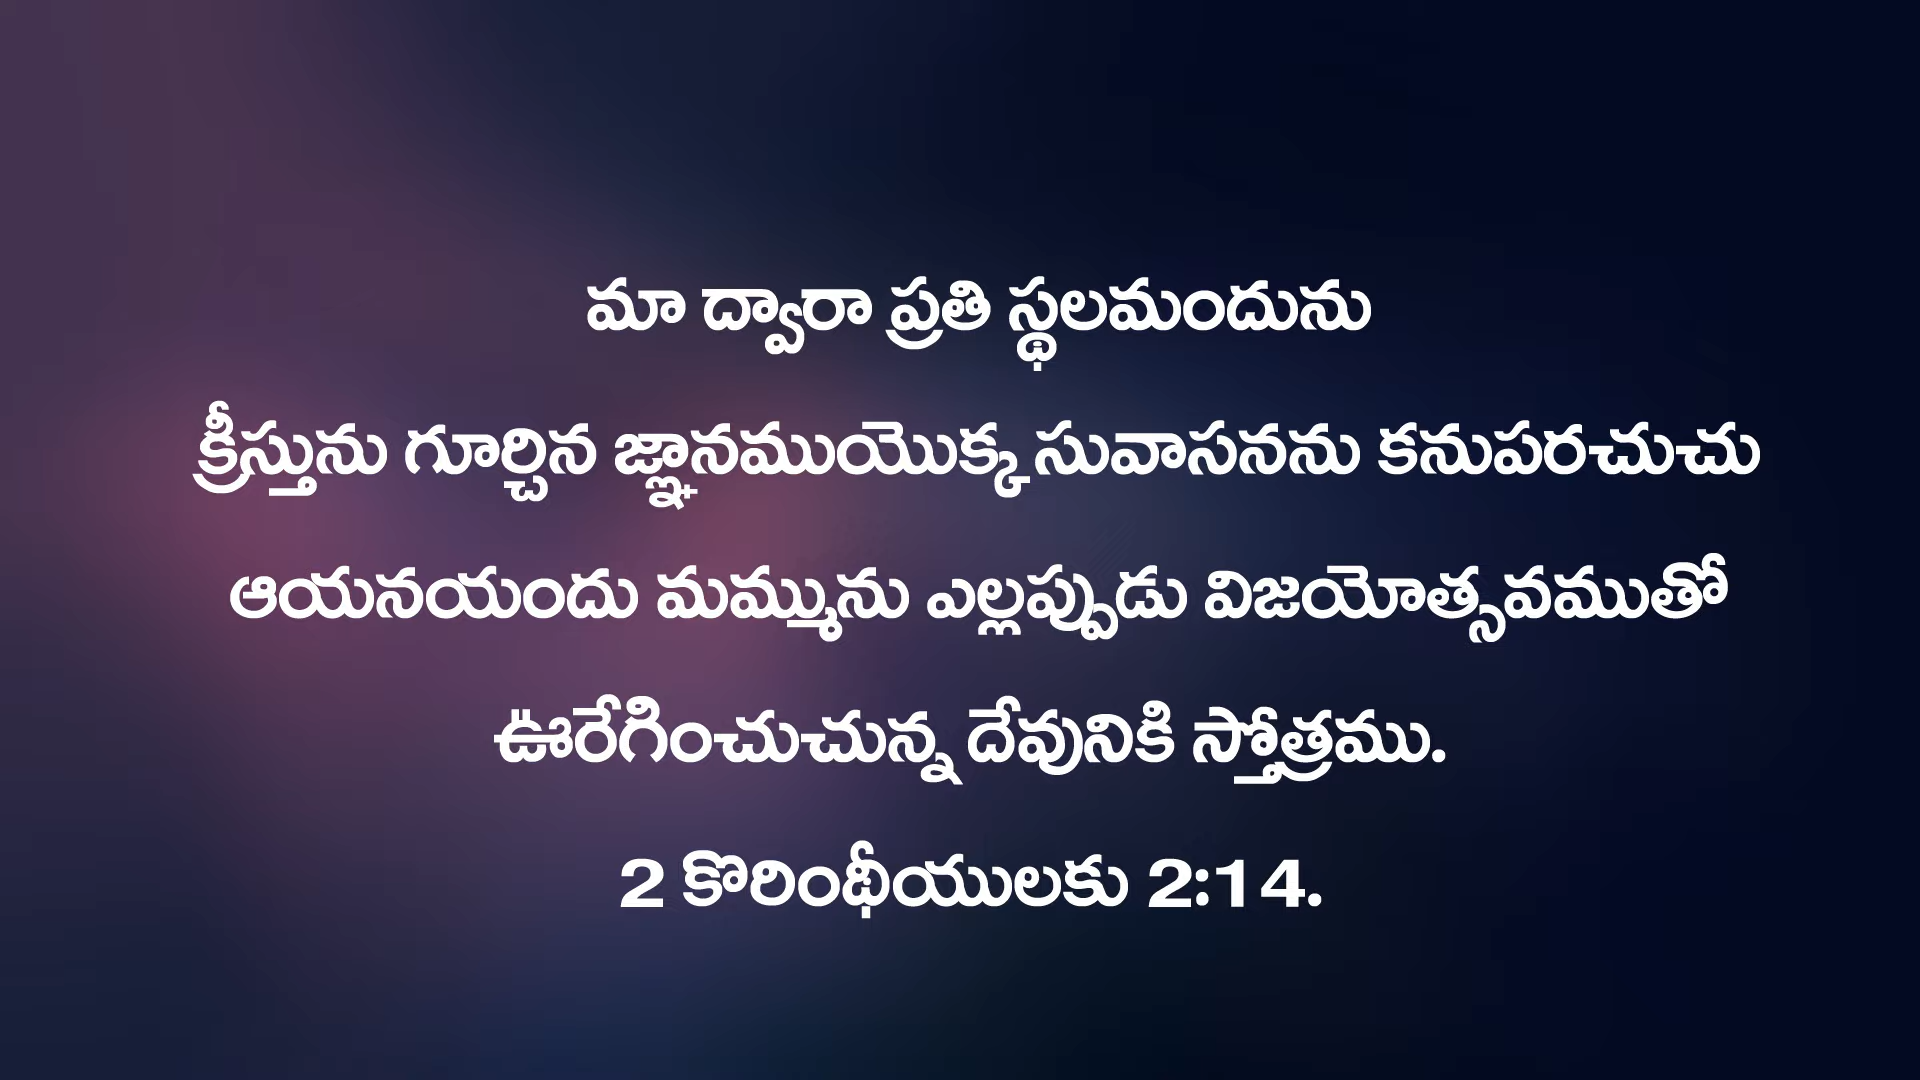 మా ద్వారా ప్రతి స్థలమందును
క్రీస్తును గూర్చిన జ్ఞానముయొక్క సువాసనను కనుపరచుచు
ఆయనయందు మమ్మును ఎల్లప్పుడు విజయోత్సవముతో
ఊరేగించుచున్న దేవునికి స్తోత్రము.
2 కొరింథీయులకు 2:14.